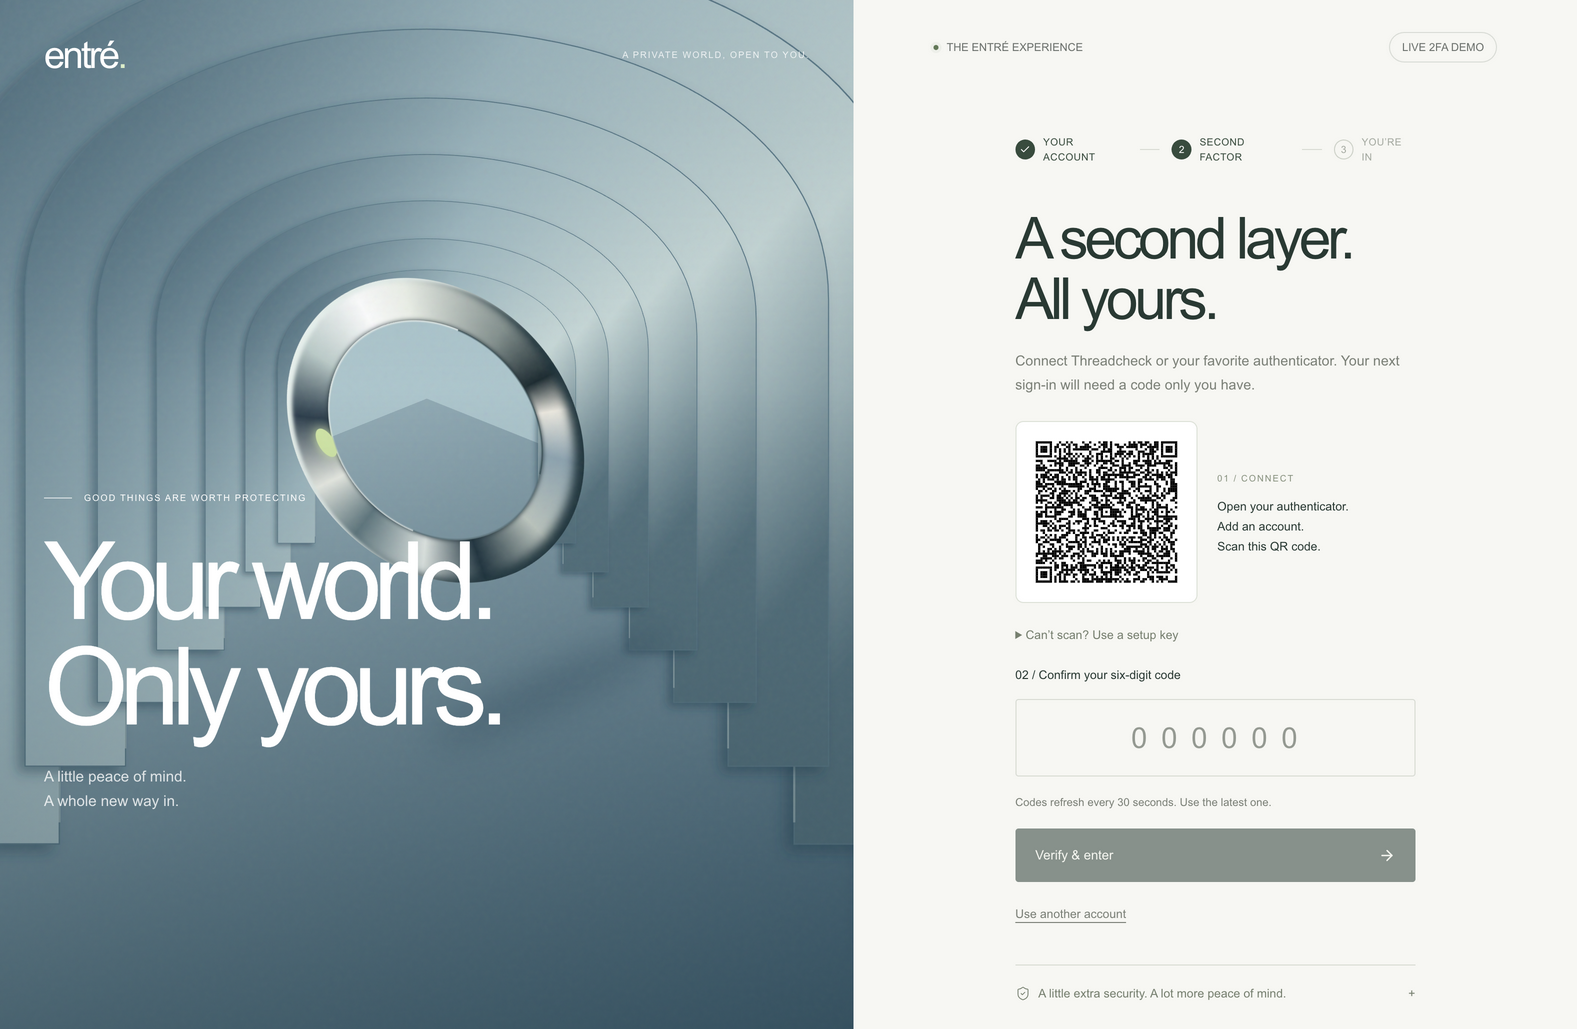 entré.
A PRIVATE WORLD, OPEN TO YOU.
GOOD THINGS ARE WORTH PROTECTING
Your world.
Only yours.
A little peace of mind.
A whole new way in.
THE ENTRÉ EXPERIENCE
LIVE 2FA DEMO
YOUR
ACCOUNT
2
SECOND
FACTOR
3
YOU'RE
IN
A second layer.
All yours.
Connect Threadcheck or your favorite authenticator. Your next
sign-in will need a code only you have.
01 / CONNECT
Open your authenticator.
Add an account.
Scan this QR code.
Can't scan? Use a setup key
02 / Confirm your six-digit code
0 0 0 0 0 0
Codes refresh every 30 seconds. Use the latest one.
Verify & enter
Use another account
A little extra security. A lot more peace of mind.
+